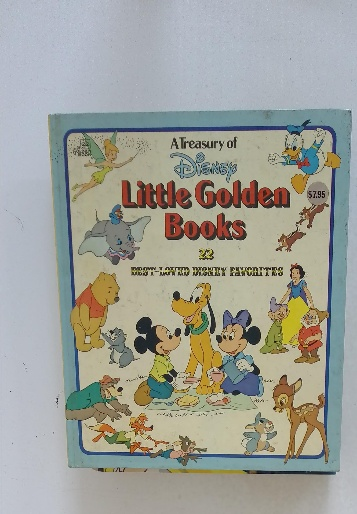 A Treasury of
Disney
Little Golden
$7.95
Books
22
BEST-LOVED DISNEY FAVORITES